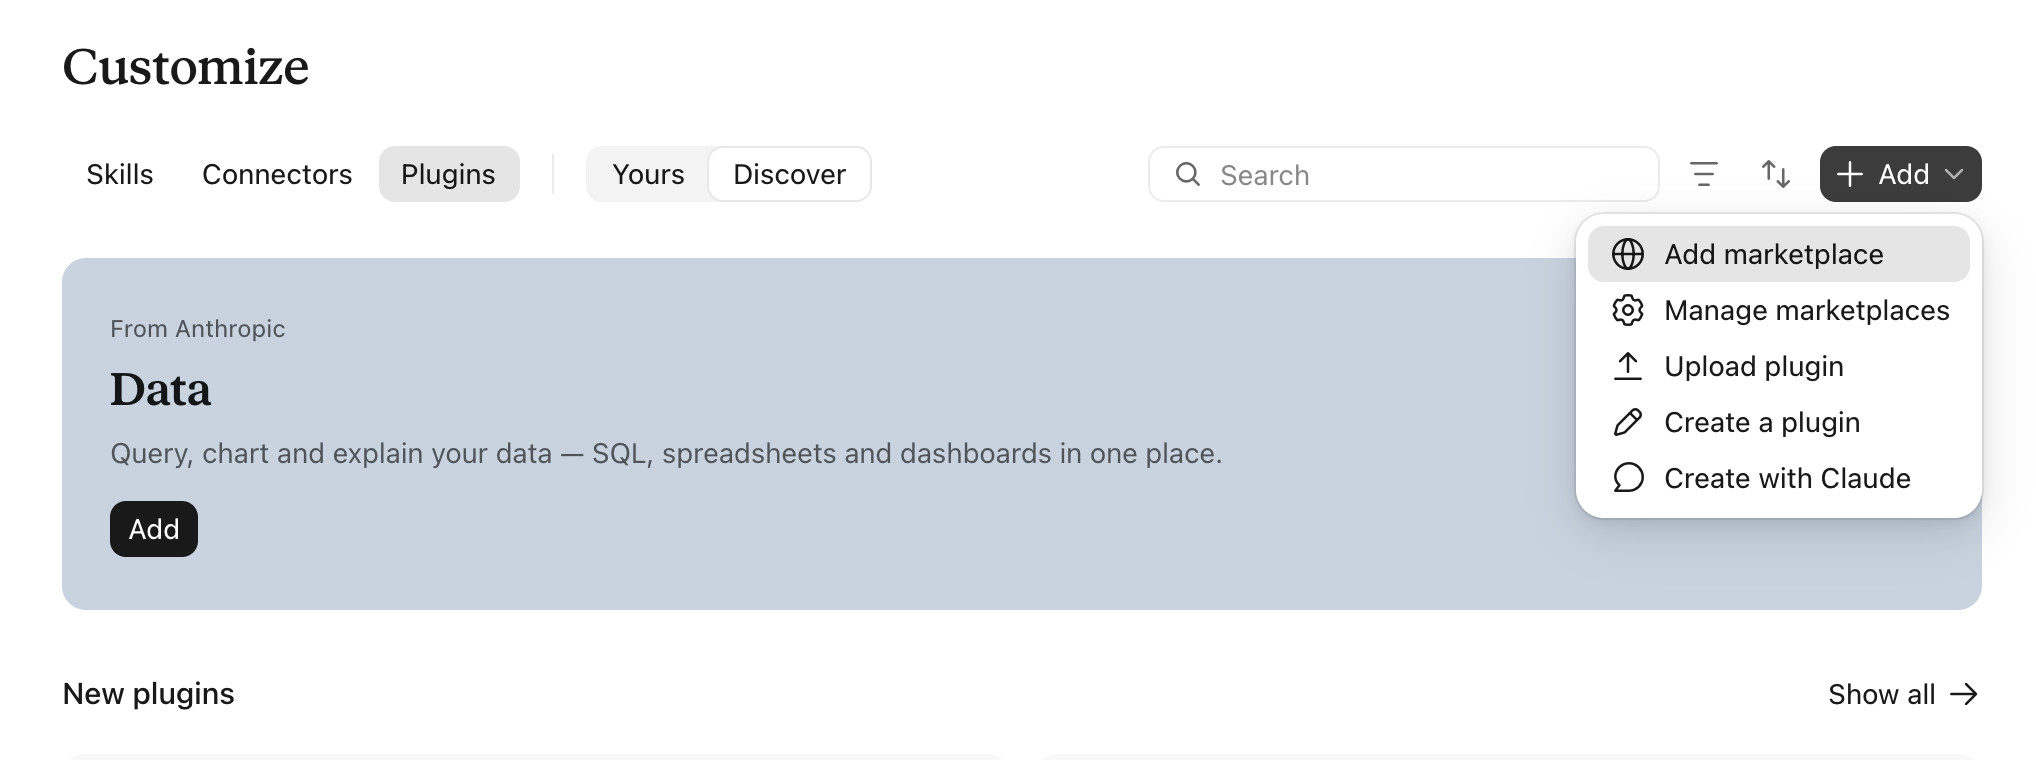 Customize
Skills
Connectors
Plugins
Yours
Discover
Search
Add
Add marketplace
Manage marketplaces
Upload plugin
Create a plugin
Create with Claude
From Anthropic
Data
Query, chart and explain your data — SQL, spreadsheets and dashboards in one place.
Add
New plugins
Show all